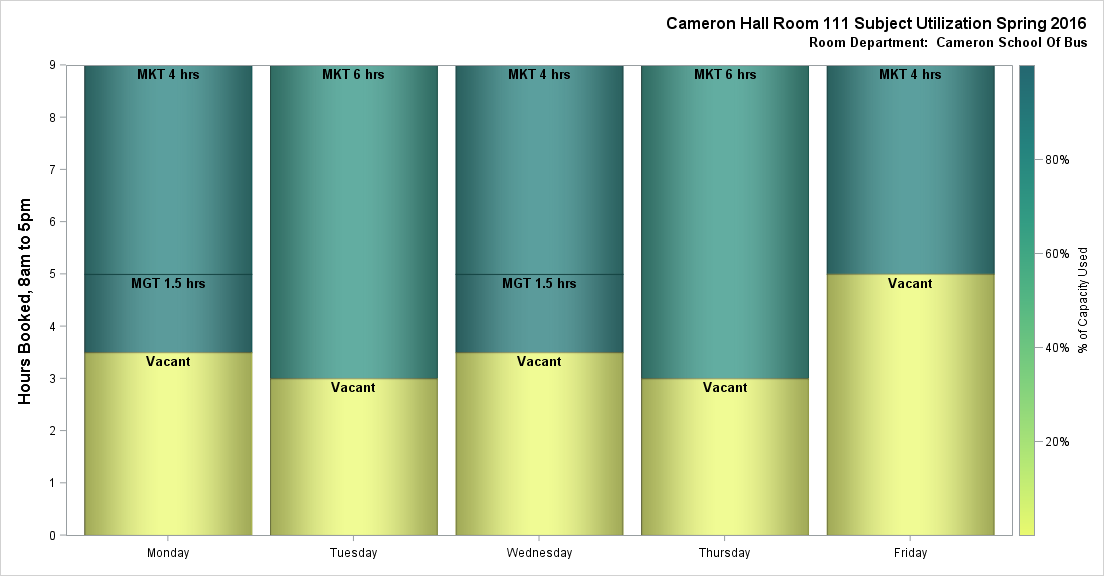 Cameron Hall Room 111 Subject Utilization Spring 2016
Room Department:  Cameron School Of Bus
Hours Booked, 8am to 5pm
9
8
7
6
5
4
3
2
1
0
MKT 4 hrs
MGT 1.5 hrs
Vacant
MKT 6 hrs
Vacant
MKT 4 hrs
MGT 1.5 hrs
Vacant
MKT 6 hrs
Vacant
MKT 4 hrs
Vacant
Monday
Tuesday
Wednesday
Thursday
Friday
80%
60%
40%
20%
% of Capacity Used